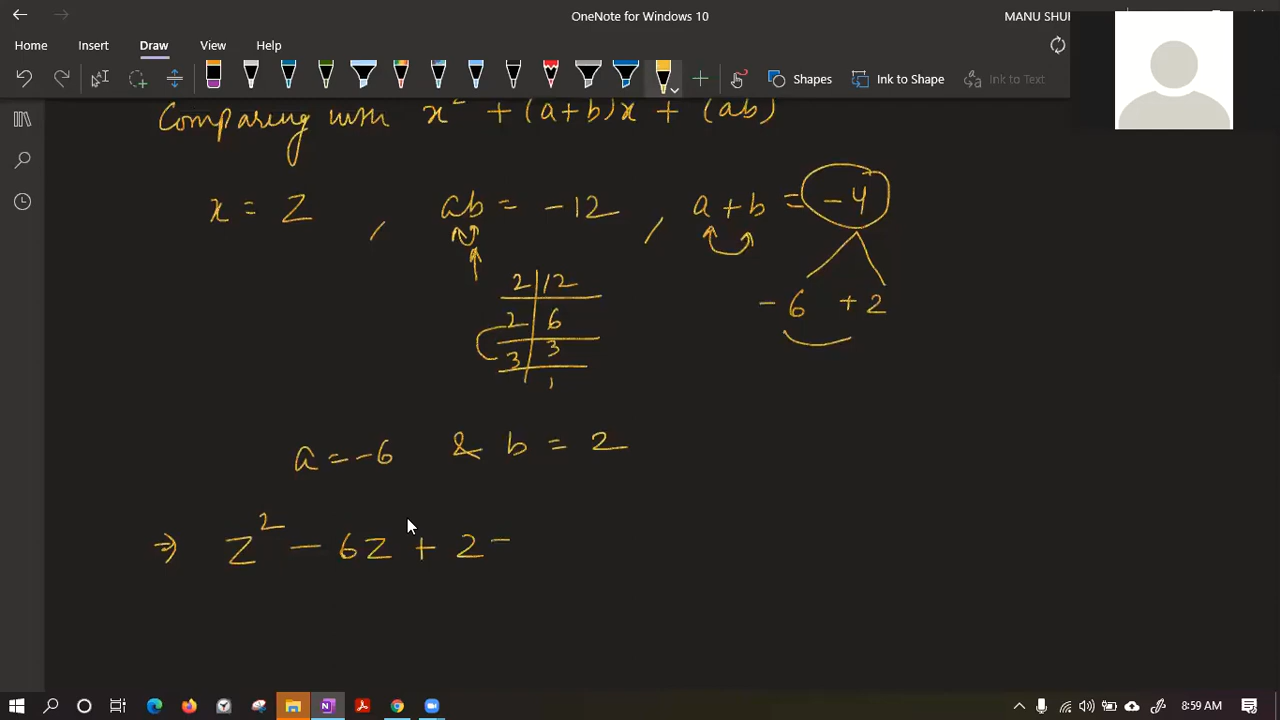 OneNote for Windows 10
MANU SHU
Home Insert Draw View Help
Shapes Ink to Shape Ink to Text
Comparing with x² + (a+b)x + (ab)
x = Z , ab = -12 , a+b = -4
2 | 12
2 | 6
3 | 3
1
-6 +2
a = -6 & b = 2
⇒ Z² - 6Z + 2
8:59 AM